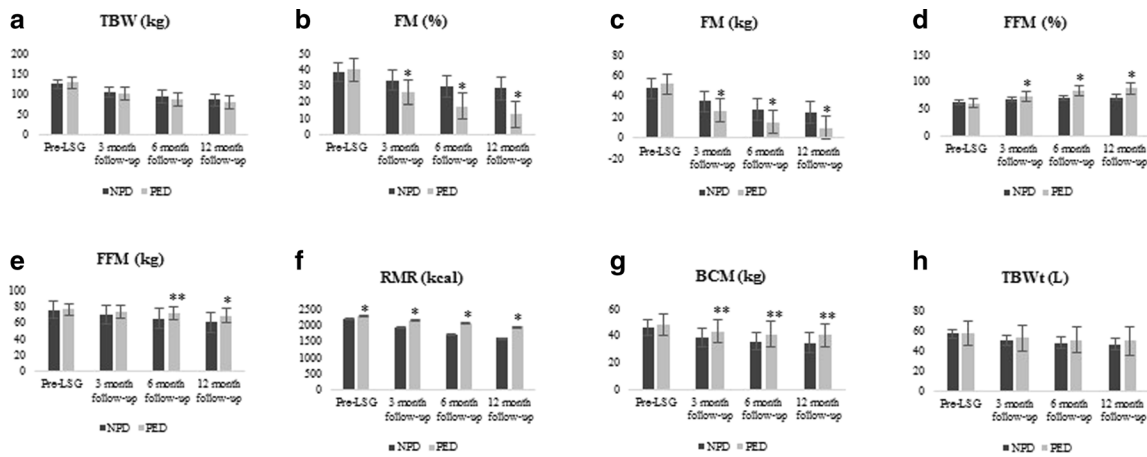 a
TBW (kg)
200
150
100
50
0
Pre-LSG
3 month
follow-up
6 month
follow-up
12 month
follow-up
NPD
PED
b
FM (%)
50
40
30
20
10
0
*
*
*
Pre-LSG
3 month
follow-up
6 month
follow-up
12 month
follow-up
NPD
PED
c
FM (kg)
80
60
40
20
0
-20
*
*
*
Pre-LSG
3 month
follow-up
6 month
follow-up
12 month
follow-up
NPD
PED
d
FFM (%)
150
100
50
0
*
*
*
Pre-LSG
3 month
follow-up
6 month
follow-up
12 month
follow-up
NPD
PED
e
FFM (kg)
100
80
60
40
20
0
**
*
Pre-LSG
3 month
follow-up
6 month
follow-up
12 month
follow-up
NPD
PED
f
RMR (kcal)
2500
2000
1500
1000
500
0
*
*
*
*
Pre-LSG
3 month
follow-up
6 month
follow-up
12 month
follow-up
NPD
PED
g
BCM (kg)
60
40
20
0
**
**
**
Pre-LSG
3 month
follow-up
6 month
follow-up
12 month
follow-up
NPD
PED
h
TBWt (L)
80
60
40
20
0
Pre-LSG
3 month
follow-up
6 month
follow-up
12 month
follow-up
NPD
PED